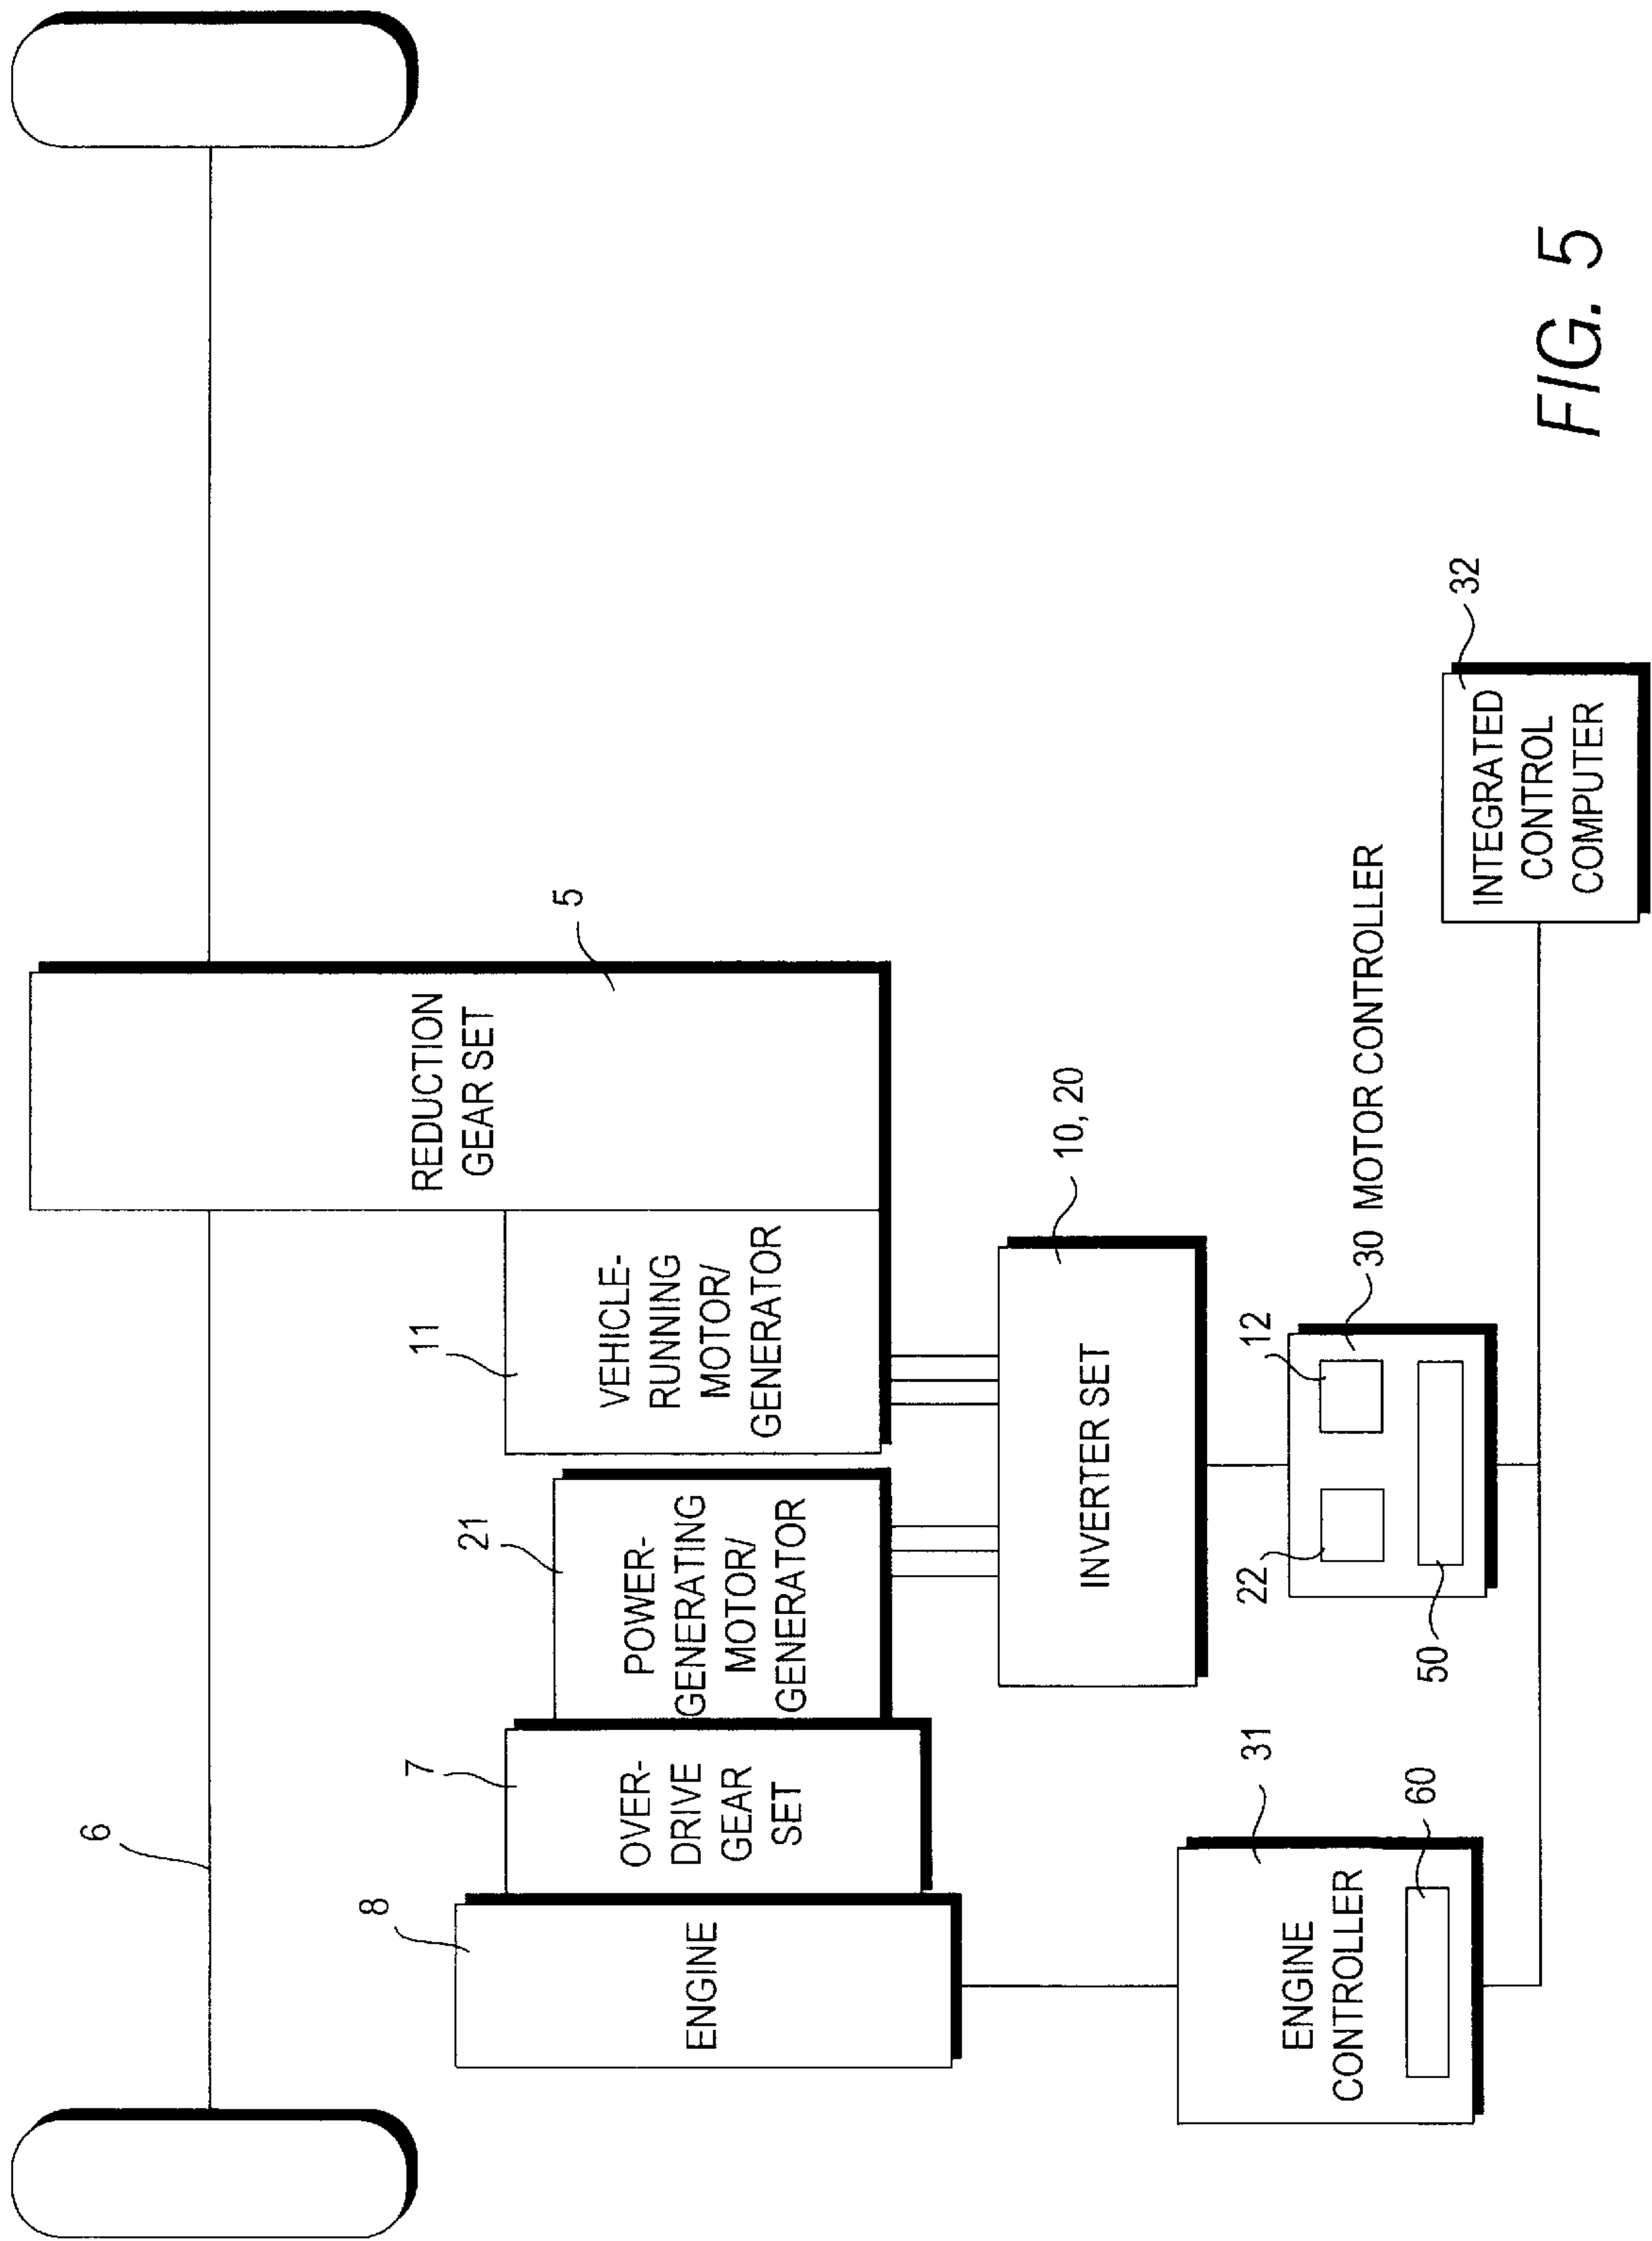 6
5
REDUCTION
GEAR SET
8
ENGINE
7
OVER-
DRIVE
GEAR
SET
21
POWER-
GENERATING
MOTOR/
GENERATOR
11
VEHICLE-
RUNNING
MOTOR/
GENERATOR
10, 20
INVERTER SET
31
ENGINE
CONTROLLER
60
22
12
30 MOTOR CONTROLLER
50
32
INTEGRATED
CONTROL
COMPUTER
FIG. 5